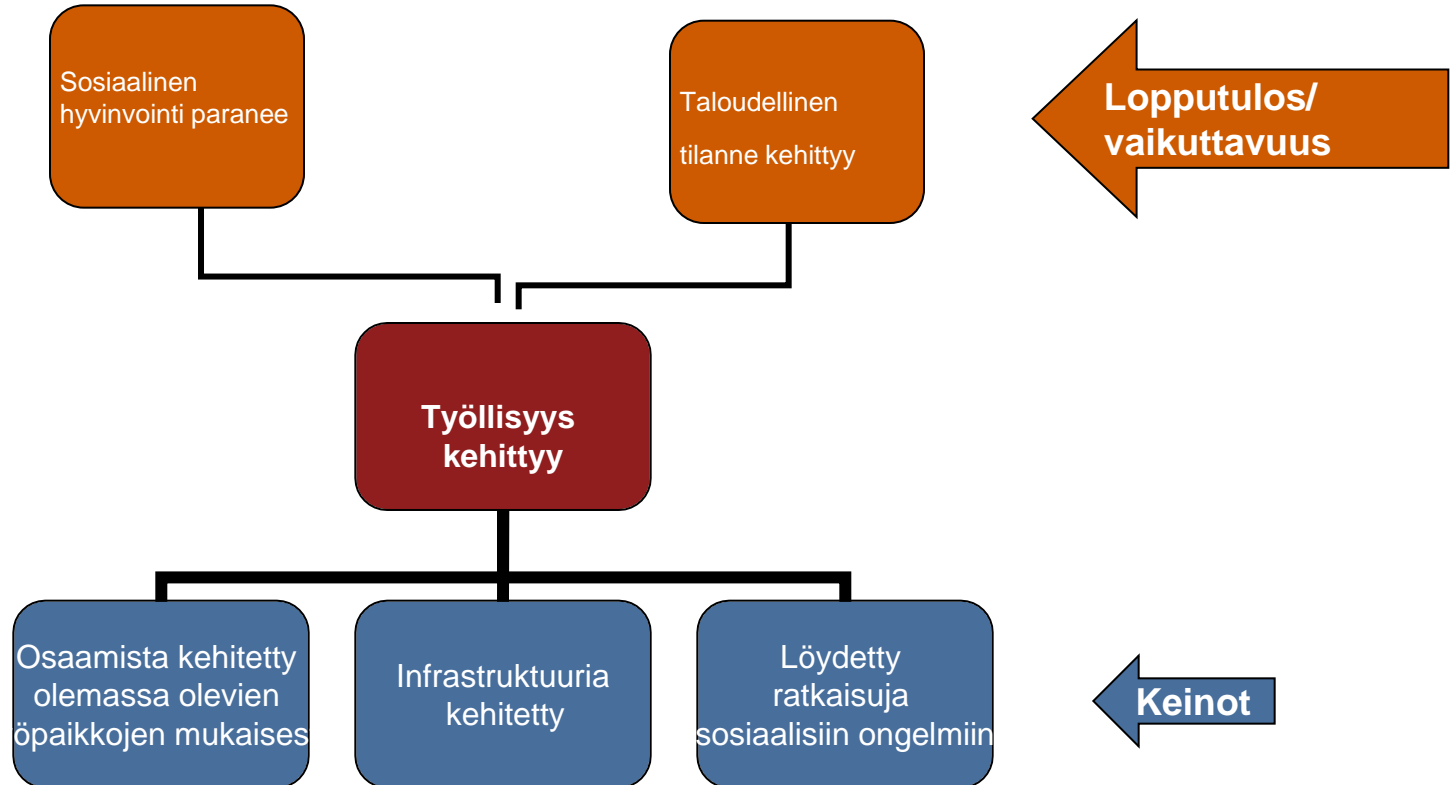 Sosiaalinen
hyvinvointi paranee
Taloudellinen
tilanne kehittyy
Lopputulos/
vaikuttavuus
Työllisyys
kehittyy
Osaamista kehitetty
olemassa olevien
öpaikkojen mukaises
Infrastruktuuria
kehitetty
Löydetty
ratkaisuja
sosiaalisiin ongelmiin
Keinot